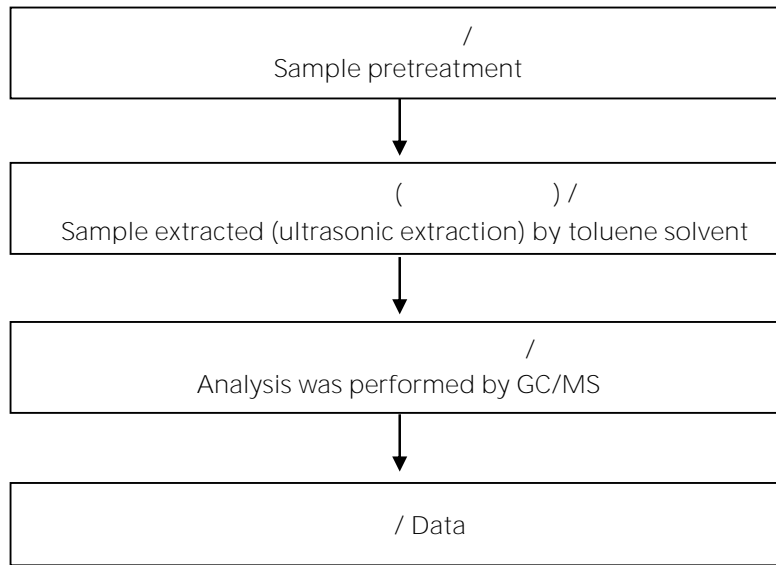 /
Sample pretreatment
( ) /
Sample extracted (ultrasonic extraction) by toluene solvent
/
Analysis was performed by GC/MS
/ Data